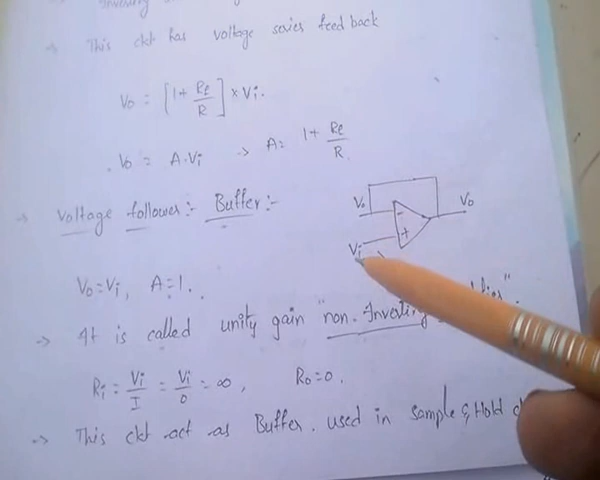 → This ckt has voltage series feedback
Vo = [1 + Rf/R] × Vi.
Vo = A.Vi → A = 1 + Rf/R
→ Voltage follower:- Buffer:-
Vo
Vo
Vi
- +
Vo = Vi, A = 1.
→ It is called unity gain "non-Inverting
Ri = Vi/I = Vi/0 = ∞, Ro = 0.
→ This ckt act as Buffer. used in Sample & Hold